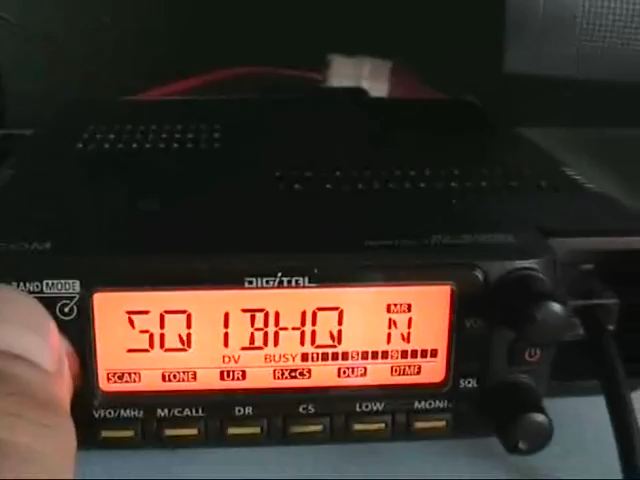 DIGITAL
BAND MODE
SQ1BHQ MR N
DV BUSY 1 5 9
SCAN TONE UR RX→CS DUP DTMF
VFO/MHz M/CALL DR CS LOW MONI
VOL
SQL